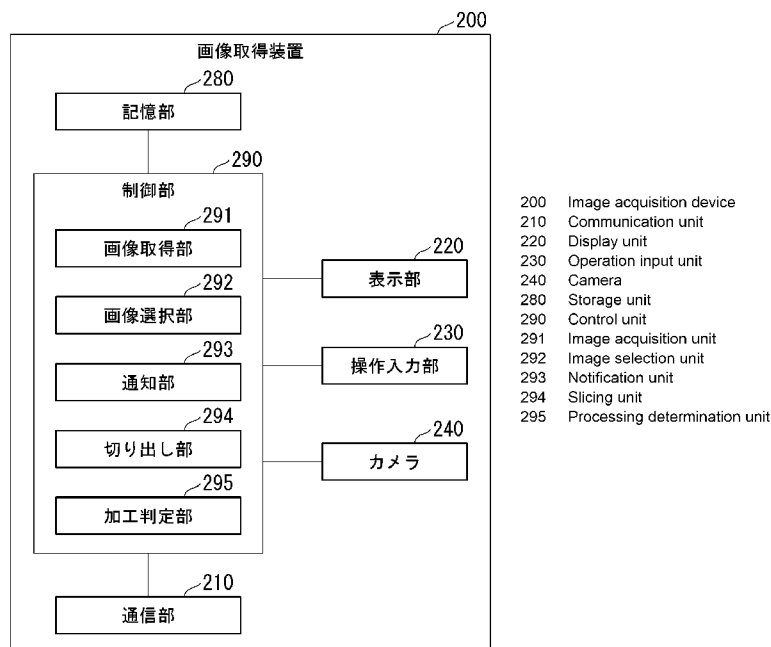 200
画像取得装置
280
記憶部
290
制御部
291
画像取得部
292
画像選択部
293
通知部
294
切り出し部
295
加工判定部
220
表示部
230
操作入力部
240
カメラ
210
通信部
200 Image acquisition device
210 Communication unit
220 Display unit
230 Operation input unit
240 Camera
280 Storage unit
290 Control unit
291 Image acquisition unit
292 Image selection unit
293 Notification unit
294 Slicing unit
295 Processing determination unit